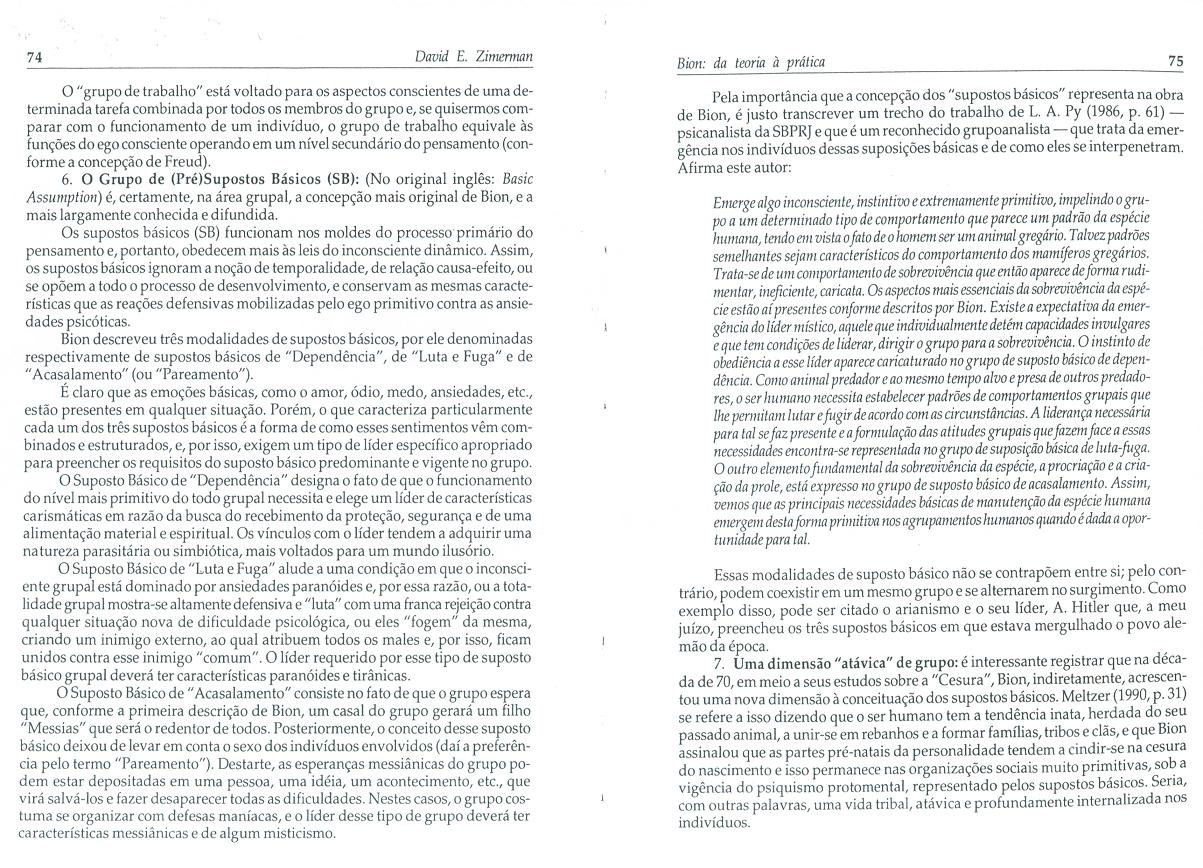 74
David E. Zimerman
O "grupo de trabalho" está voltado para os aspectos conscientes de uma de-
terminada tarefa combinada por todos os membros do grupo e, se quisermos com-
parar com o funcionamento de um indivíduo, o grupo de trabalho equivale às
funções do ego consciente operando em um nível secundário do pensamento (con-
forme a concepção de Freud).
6. O Grupo de (Pré)Supostos Básicos (SB): (No original inglês: Basic
Assumption) é, certamente, na área grupal, a concepção mais original de Bion, e a
mais largamente conhecida e difundida.
Os supostos básicos (SB) funcionam nos moldes do processo primário do
pensamento e, portanto, obedecem mais às leis do inconsciente dinâmico. Assim,
os supostos básicos ignoram a noção de temporalidade, de relação causa-efeito, ou
se opõem a todo o processo de desenvolvimento, e conservam as mesmas caracte-
rísticas que as reações defensivas mobilizadas pelo ego primitivo contra as ansie-
dades psicóticas.
Bion descreveu três modalidades de supostos básicos, por ele denominadas
respectivamente de supostos básicos de "Dependência", de "Luta e Fuga" e de
"Acasalamento" (ou "Pareamento").
É claro que as emoções básicas, como o amor, ódio, medo, ansiedades, etc.,
estão presentes em qualquer situação. Porém, o que caracteriza particularmente
cada um dos três supostos básicos é a forma de como esses sentimentos vêm com-
binados e estruturados, e, por isso, exigem um tipo de líder específico apropriado
para preencher os requisitos do suposto básico predominante e vigente no grupo.
O Suposto Básico de "Dependência" designa o fato de que o funcionamento
do nível mais primitivo do todo grupal necessita e elege um líder de características
carismáticas em razão da busca do recebimento da proteção, segurança e de uma
alimentação material e espiritual. Os vínculos com o líder tendem a adquirir uma
natureza parasitária ou simbiótica, mais voltados para um mundo ilusório.
O Suposto Básico de "Luta e Fuga" alude a uma condição em que o inconsci-
ente grupal está dominado por ansiedades paranóides e, por essa razão, ou a tota-
lidade grupal mostra-se altamente defensiva e "luta" com uma franca rejeição contra
qualquer situação nova de dificuldade psicológica, ou eles "fogem" da mesma,
criando um inimigo externo, ao qual atribuem todos os males e, por isso, ficam
unidos contra esse inimigo "comum". O líder requerido por esse tipo de suposto
básico grupal deverá ter características paranóides e tirânicas.
O Suposto Básico de "Acasalamento" consiste no fato de que o grupo espera
que, conforme a primeira descrição de Bion, um casal do grupo gerará um filho
"Messias" que será o redentor de todos. Posteriormente, o conceito desse suposto
básico deixou de levar em conta o sexo dos indivíduos envolvidos (daí a preferên-
cia pelo termo "Pareamento"). Destarte, as esperanças messiânicas do grupo po-
dem estar depositadas em uma pessoa, uma idéia, um acontecimento, etc., que
virá salvá-los e fazer desaparecer todas as dificuldades. Nestes casos, o grupo cos-
tuma se organizar com defesas maníacas, e o líder desse tipo de grupo deverá ter
características messiânicas e de algum misticismo.
Bion: da teoria à prática
75
Pela importância que a concepção dos "supostos básicos" representa na obra
de Bion, é justo transcrever um trecho do trabalho de L. A. Py (1986, p. 61) —
psicanalista da SBPRJ e que é um reconhecido grupoanalista — que trata da emer-
gência nos indivíduos dessas suposições básicas e de como eles se interpenetram.
Afirma este autor:
Emerge algo inconsciente, instintivo e extremamente primitivo, impelindo o gru-
po a um determinado tipo de comportamento que parece um padrão da espécie
humana, tendo em vista o fato de o homem ser um animal gregário. Talvez padrões
semelhantes sejam característicos do comportamento dos mamíferos gregários.
Trata-se de um comportamento de sobrevivência que então aparece de forma rudi-
mentar, ineficiente, caricata. Os aspectos mais essenciais da sobrevivência da espé-
cie estão aí presentes conforme descritos por Bion. Existe a expectativa da emer-
gência do líder místico, aquele que individualmente detém capacidades invulgares
e que tem condições de liderar, dirigir o grupo para a sobrevivência. O instinto de
obediência a esse líder aparece caricaturado no grupo de suposto básico de depen-
dência. Como animal predador e ao mesmo tempo alvo e presa de outros predado-
res, o ser humano necessita estabelecer padrões de comportamentos grupais que
lhe permitam lutar e fugir de acordo com as circunstâncias. A liderança necessária
para tal se faz presente e a formulação das atitudes grupais que fazem face a essas
necessidades encontra-se representada no grupo de suposição básica de luta-fuga.
O outro elemento fundamental da sobrevivência da espécie, a procriação e a cria-
ção da prole, está expresso no grupo de suposto básico de acasalamento. Assim,
vemos que as principais necessidades básicas de manutenção da espécie humana
emergem desta forma primitiva nos agrupamentos humanos quando é dada a opor-
tunidade para tal.
Essas modalidades de suposto básico não se contrapõem entre si; pelo con-
trário, podem coexistir em um mesmo grupo e se alternarem no surgimento. Como
exemplo disso, pode ser citado o arianismo e o seu líder, A. Hitler que, a meu
juízo, preencheu os três supostos básicos em que estava mergulhado o povo ale-
mão da época.
7. Uma dimensão "atávica" de grupo: é interessante registrar que na déca-
da de 70, em meio a seus estudos sobre a "Cesura", Bion, indiretamente, acrescen-
tou uma nova dimensão à conceituação dos supostos básicos. Meltzer (1990, p. 31)
se refere a isso dizendo que o ser humano tem a tendência inata, herdada do seu
passado animal, a unir-se em rebanhos e a formar famílias, tribos e clãs, e que Bion
assinalou que as partes pré-natais da personalidade tendem a cindir-se na cesura
do nascimento e isso permanece nas organizações sociais muito primitivas, sob a
vigência do psiquismo protomental, representado pelos supostos básicos. Seria,
com outras palavras, uma vida tribal, atávica e profundamente internalizada nos
indivíduos.